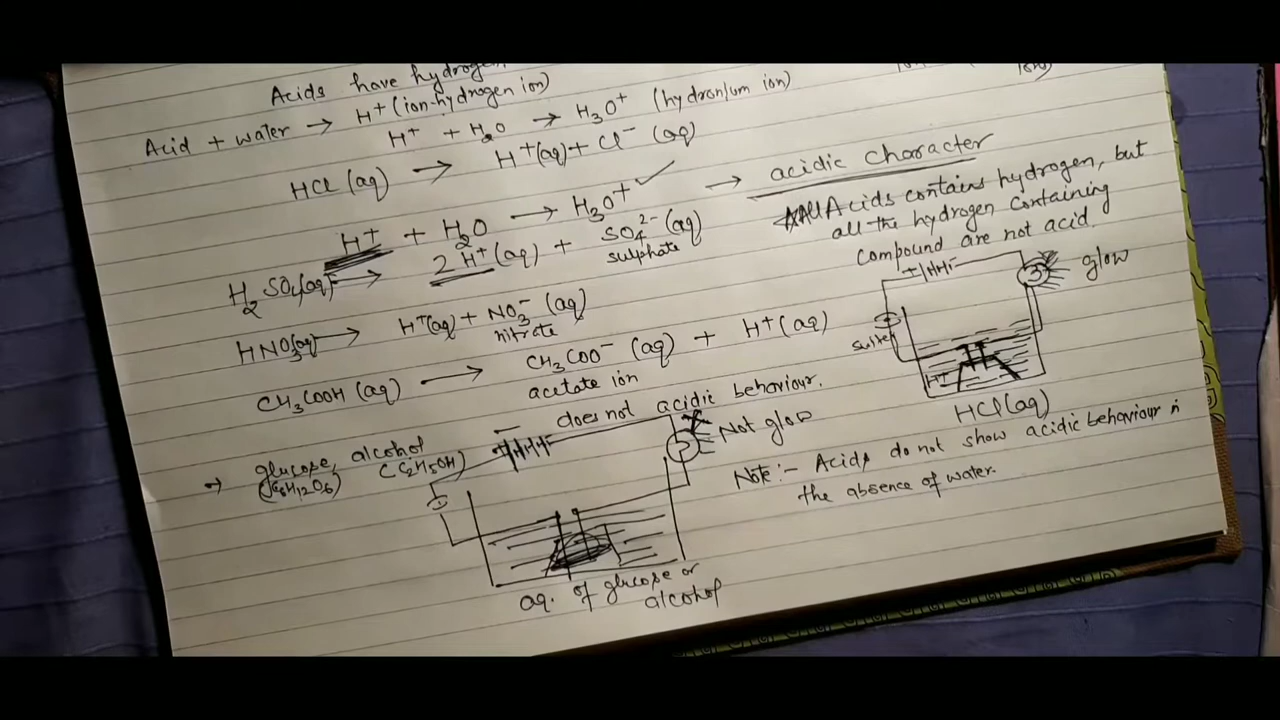 Acids have hydrogen
Acid + water → H⁺ (ion-hydrogen ion)
H⁺ + H₂O → H₃O⁺ (hydronium ion)
HCl (aq) → H⁺(aq) + Cl⁻ (aq)
H⁺ + H₂O → H₃O⁺ ✓ → acidic character
H₂SO₄(aq) → 2H⁺(aq) + SO₄²⁻ (aq)
sulphate
HNO₃(aq) → H⁺(aq) + NO₃⁻ (aq)
nitrate
CH₃COOH (aq) → CH₃COO⁻ (aq) + H⁺(aq)
acetate ion
All Acids contains hydrogen, but
all the hydrogen containing
compound are not acid.
glow
HCl(aq)
→ glucose, alcohol — does not acidic behaviour.
(C₆H₁₂O₆) (C₂H₅OH)
Not glow
aq. of glucose or
alcohol
Note:- Acids do not show acidic behaviour in
the absence of water.